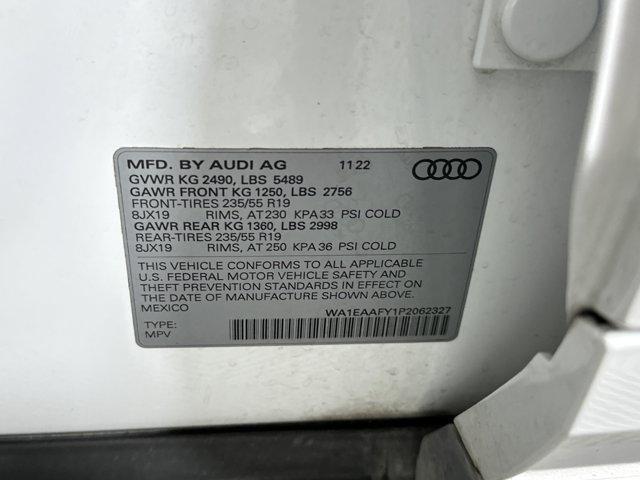 MFD. BY AUDI AG 11 22
GVWR KG 2490, LBS 5489
GAWR FRONT KG 1250, LBS 2756
FRONT-TIRES 235/55 R19
8JX19 RIMS, AT 230 KPA 33 PSI COLD
GAWR REAR KG 1360, LBS 2998
REAR-TIRES 235/55 R19
8JX19 RIMS, AT 250 KPA 36 PSI COLD
THIS VEHICLE CONFORMS TO ALL APPLICABLE
U.S. FEDERAL MOTOR VEHICLE SAFETY AND
THEFT PREVENTION STANDARDS IN EFFECT ON
THE DATE OF MANUFACTURE SHOWN ABOVE.
MEXICO WA1EAAFY1P2062327
TYPE:
MPV